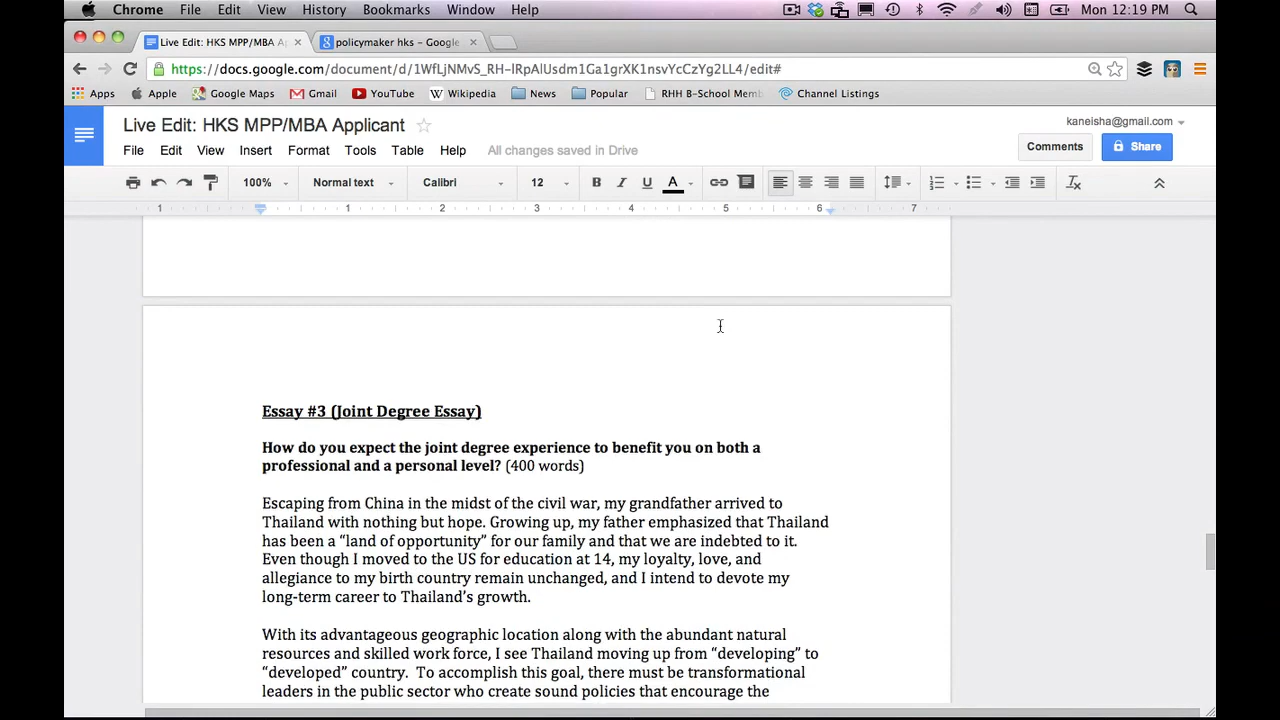 Chrome File Edit View History Bookmarks Window Help Mon 12:19 PM
Live Edit: HKS MPP/MBA Ap policymaker hks – Google
https://docs.google.com/document/d/1WfLjNMvS_RH-lRpAlUsdm1Ga1grXK1nsvYcCzYg2LL4/edit#
Apps Apple Google Maps Gmail YouTube Wikipedia News Popular RHH B-School Memb Channel Listings
Live Edit: HKS MPP/MBA Applicant
kaneisha@gmail.com
File Edit View Insert Format Tools Table Help All changes saved in Drive
Comments Share
100% Normal text Calibri 12 B I U A
1 1 2 3 4 5 6 7
Essay #3 (Joint Degree Essay)
How do you expect the joint degree experience to benefit you on both a
professional and a personal level? (400 words)
Escaping from China in the midst of the civil war, my grandfather arrived to
Thailand with nothing but hope. Growing up, my father emphasized that Thailand
has been a “land of opportunity” for our family and that we are indebted to it.
Even though I moved to the US for education at 14, my loyalty, love, and
allegiance to my birth country remain unchanged, and I intend to devote my
long-term career to Thailand’s growth.
With its advantageous geographic location along with the abundant natural
resources and skilled work force, I see Thailand moving up from “developing” to
“developed” country. To accomplish this goal, there must be transformational
leaders in the public sector who create sound policies that encourage the